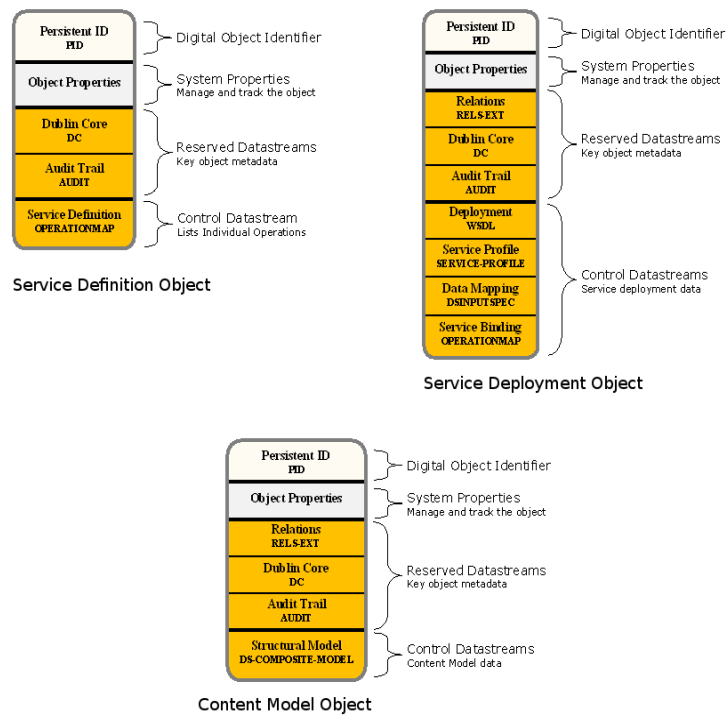 Persistent ID
PID
Digital Object Identifier
Object Properties
System Properties
Manage and track the object
Dublin Core
DC
Audit Trail
AUDIT
Reserved Datastreams
Key object metadata
Service Definition
OPERATIONMAP
Control Datastream
Lists Individual Operations
Service Definition Object
Persistent ID
PID
Digital Object Identifier
Object Properties
System Properties
Manage and track the object
Relations
RELS-EXT
Dublin Core
DC
Audit Trail
AUDIT
Reserved Datastreams
Key object metadata
Deployment
WSDL
Service Profile
SERVICE-PROFILE
Data Mapping
DSINPUTSPEC
Service Binding
OPERATIONMAP
Control Datastreams
Service deployment data
Service Deployment Object
Persistent ID
PID
Digital Object Identifier
Object Properties
System Properties
Manage and track the object
Relations
RELS-EXT
Dublin Core
DC
Audit Trail
AUDIT
Reserved Datastreams
Key object metadata
Structural Model
DS-COMPOSITE-MODEL
Control Datastreams
Content Model data
Content Model Object